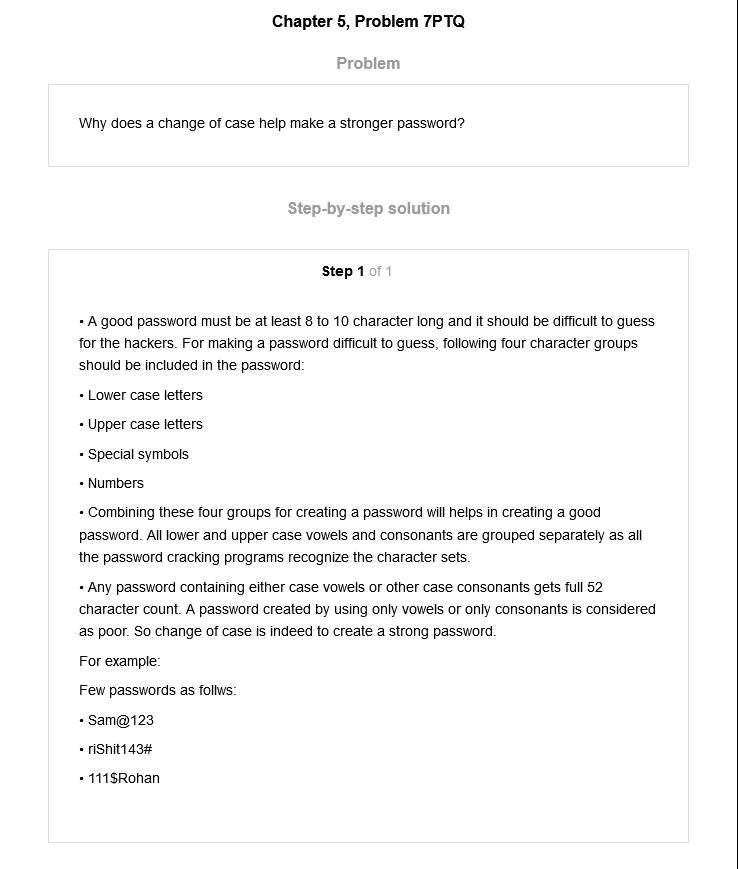 Chapter 5, Problem 7PTQ
Problem
Why does a change of case help make a stronger password?
Step-by-step solution
Step 1 of 1
• A good password must be at least 8 to 10 character long and it should be difficult to guess
for the hackers. For making a password difficult to guess, following four character groups
should be included in the password:
• Lower case letters
• Upper case letters
• Special symbols
• Numbers
• Combining these four groups for creating a password will helps in creating a good
password. All lower and upper case vowels and consonants are grouped separately as all
the password cracking programs recognize the character sets.
• Any password containing either case vowels or other case consonants gets full 52
character count. A password created by using only vowels or only consonants is considered
as poor. So change of case is indeed to create a strong password.
For example:
Few passwords as follws:
• Sam@123
• riShit143#
• 111$Rohan